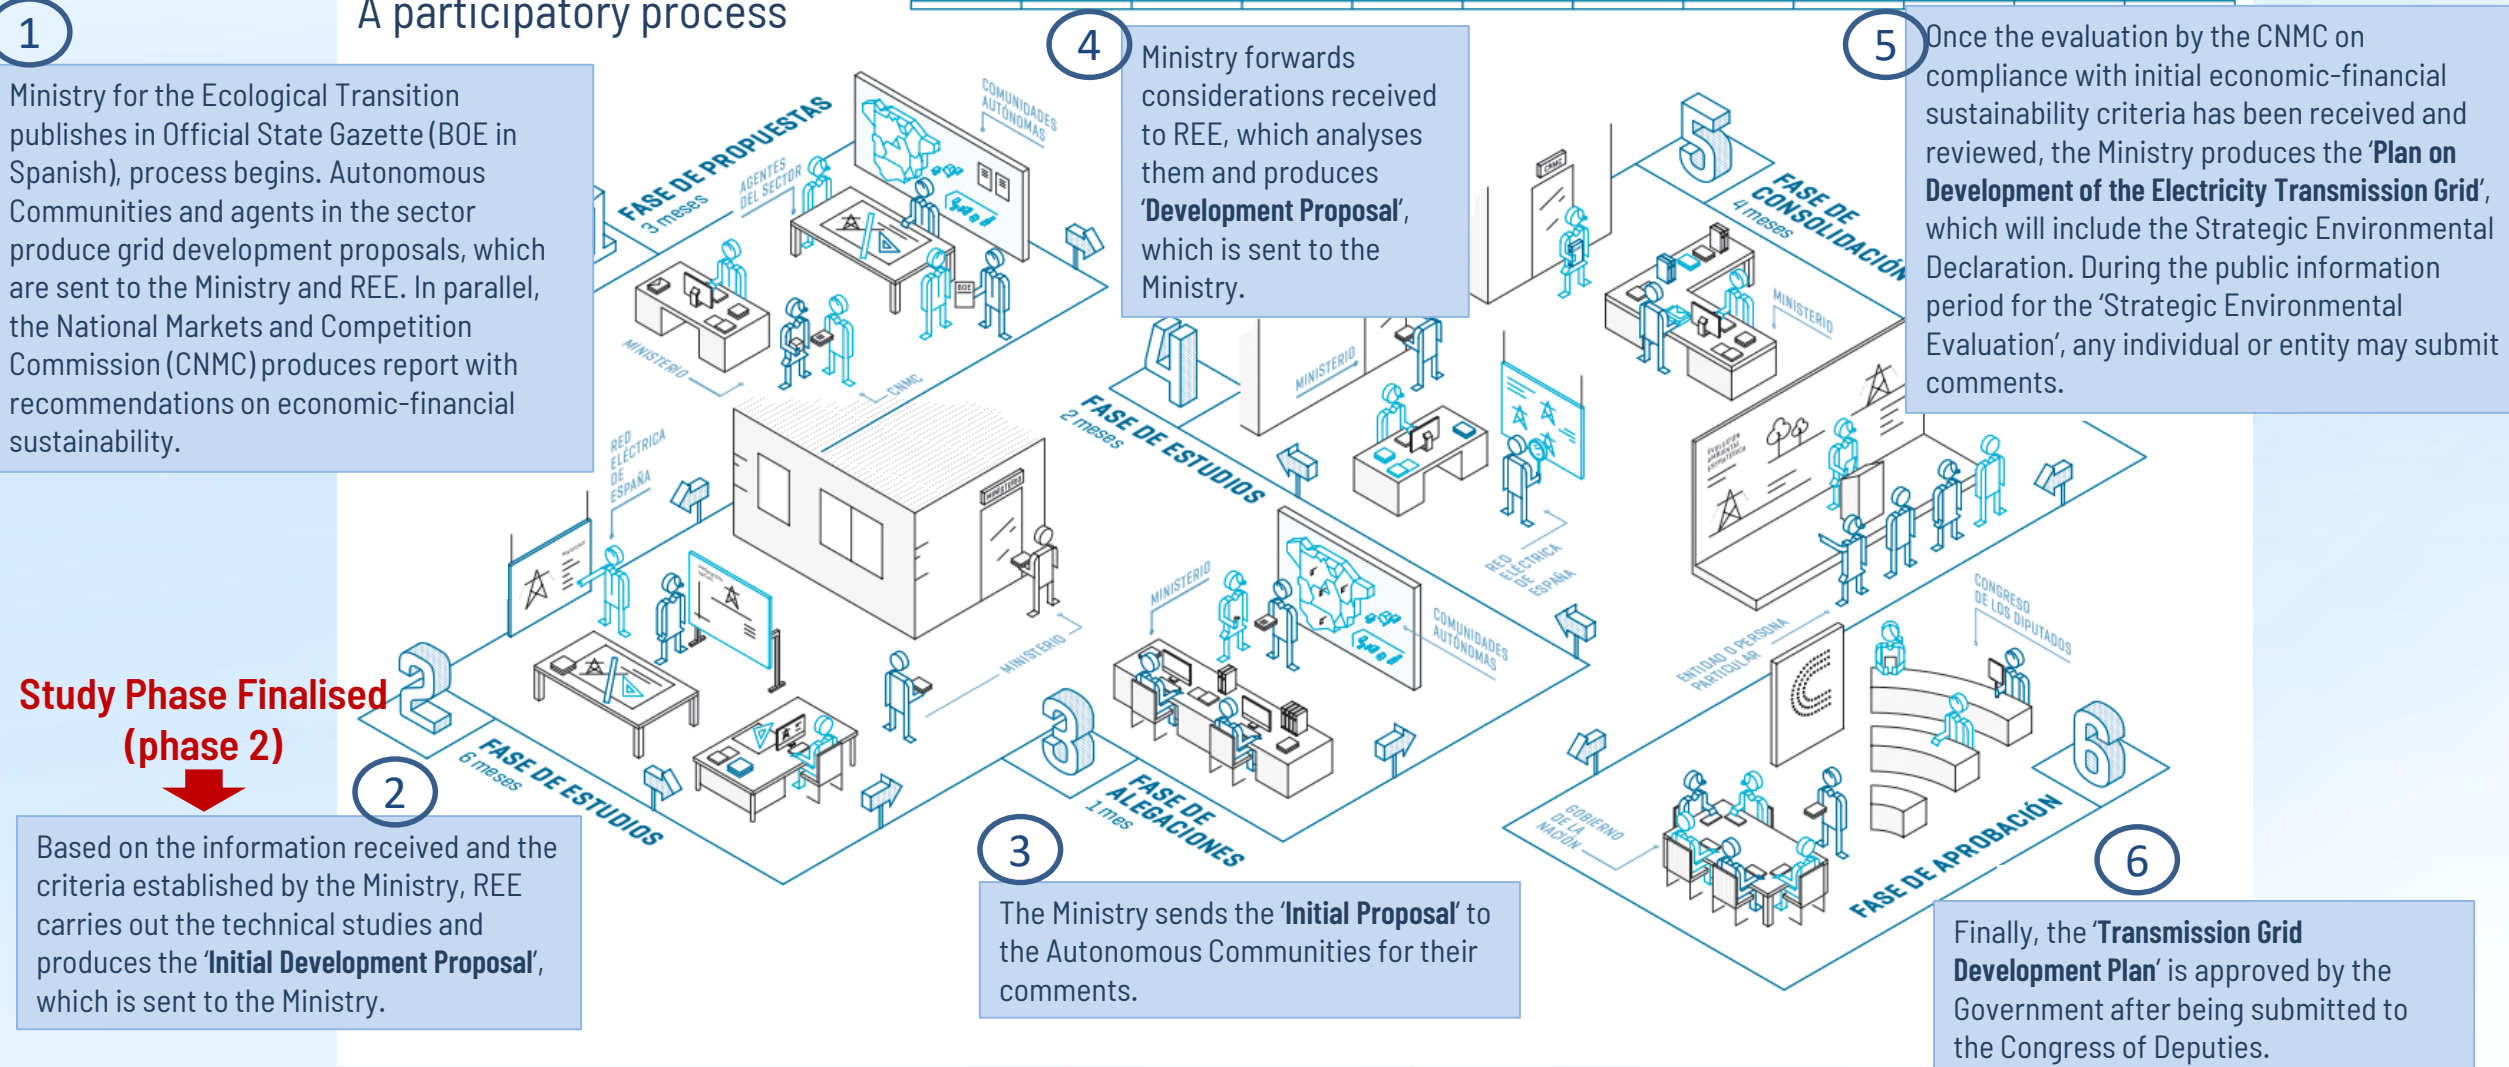 A participatory process
1
Ministry for the Ecological Transition
publishes in Official State Gazette (BOE in
Spanish), process begins. Autonomous
Communities and agents in the sector
produce grid development proposals, which
are sent to the Ministry and REE. In parallel,
the National Markets and Competition
Commission (CNMC) produces report with
recommendations on economic-financial
sustainability.
FASE DE PROPUESTAS
3 meses
AGENTES
DEL SECTOR
COMUNIDADES
AUTÓNOMAS
BOE
MINISTERIO
CNMC
4
Ministry forwards
considerations received
to REE, which analyses
them and produces
‘Development Proposal’,
which is sent to the
Ministry.
4
FASE DE ESTUDIOS
2 meses
MINISTERIO
CNMC
RED
ELÉCTRICA
DE
ESPAÑA
5
Once the evaluation by the CNMC on
compliance with initial economic-financial
sustainability criteria has been received and
reviewed, the Ministry produces the ‘Plan on
Development of the Electricity Transmission Grid’,
which will include the Strategic Environmental
Declaration. During the public information
period for the ‘Strategic Environmental
Evaluation’, any individual or entity may submit
comments.
5
FASE DE
CONSOLIDACIÓN
4 meses
MINISTERIO
ENTIDAD O PERSONA
PARTICULAR
RED
ELÉCTRICA
DE
ESPAÑA
MINISTERIO
MINISTERIO
Study Phase Finalised
(phase 2)
2
FASE DE ESTUDIOS
6 meses
2
Based on the information received and the
criteria established by the Ministry, REE
carries out the technical studies and
produces the ‘Initial Development Proposal’,
which is sent to the Ministry.
3
FASE DE
ALEGACIONES
1 mes
MINISTERIO
COMUNIDADES
AUTÓNOMAS
3
The Ministry sends the ‘Initial Proposal’ to
the Autonomous Communities for their
comments.
CONGRESO
DE LOS DIPUTADOS
GOBIERNO
DE LA
NACIÓN
6
FASE DE APROBACIÓN
6
Finally, the ‘Transmission Grid
Development Plan’ is approved by the
Government after being submitted to
the Congress of Deputies.